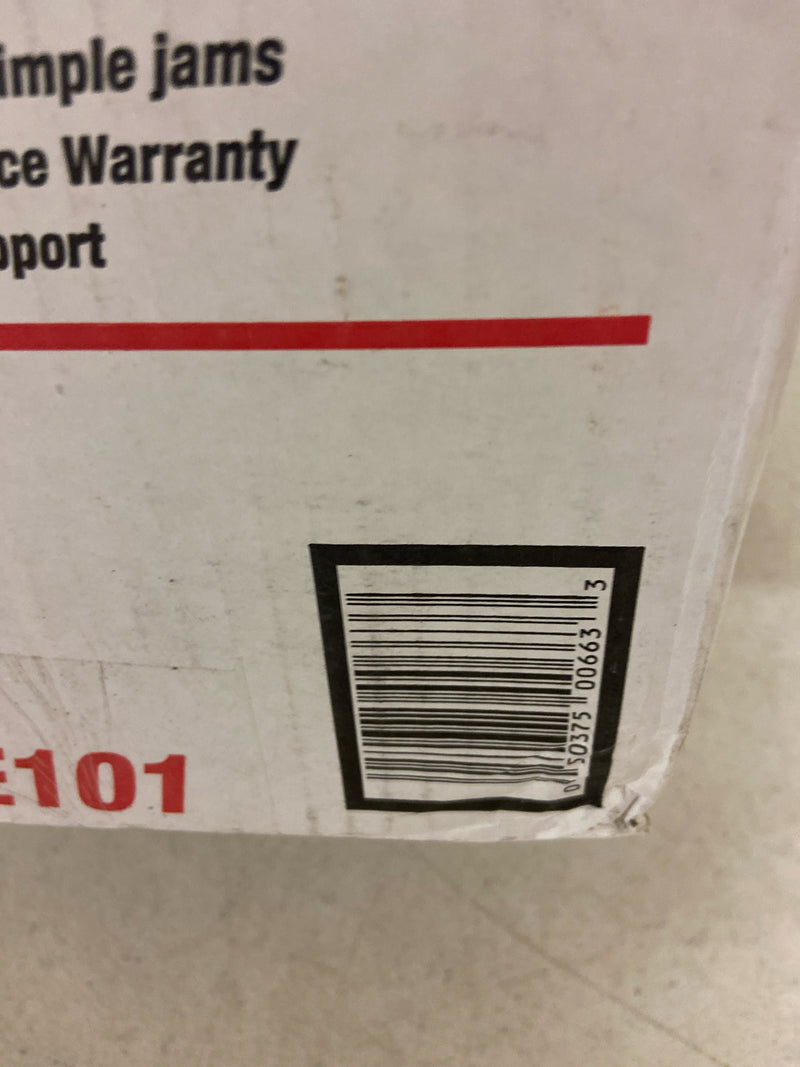 imple jams
ce Warranty
pport
E101
0 50375 00663 3